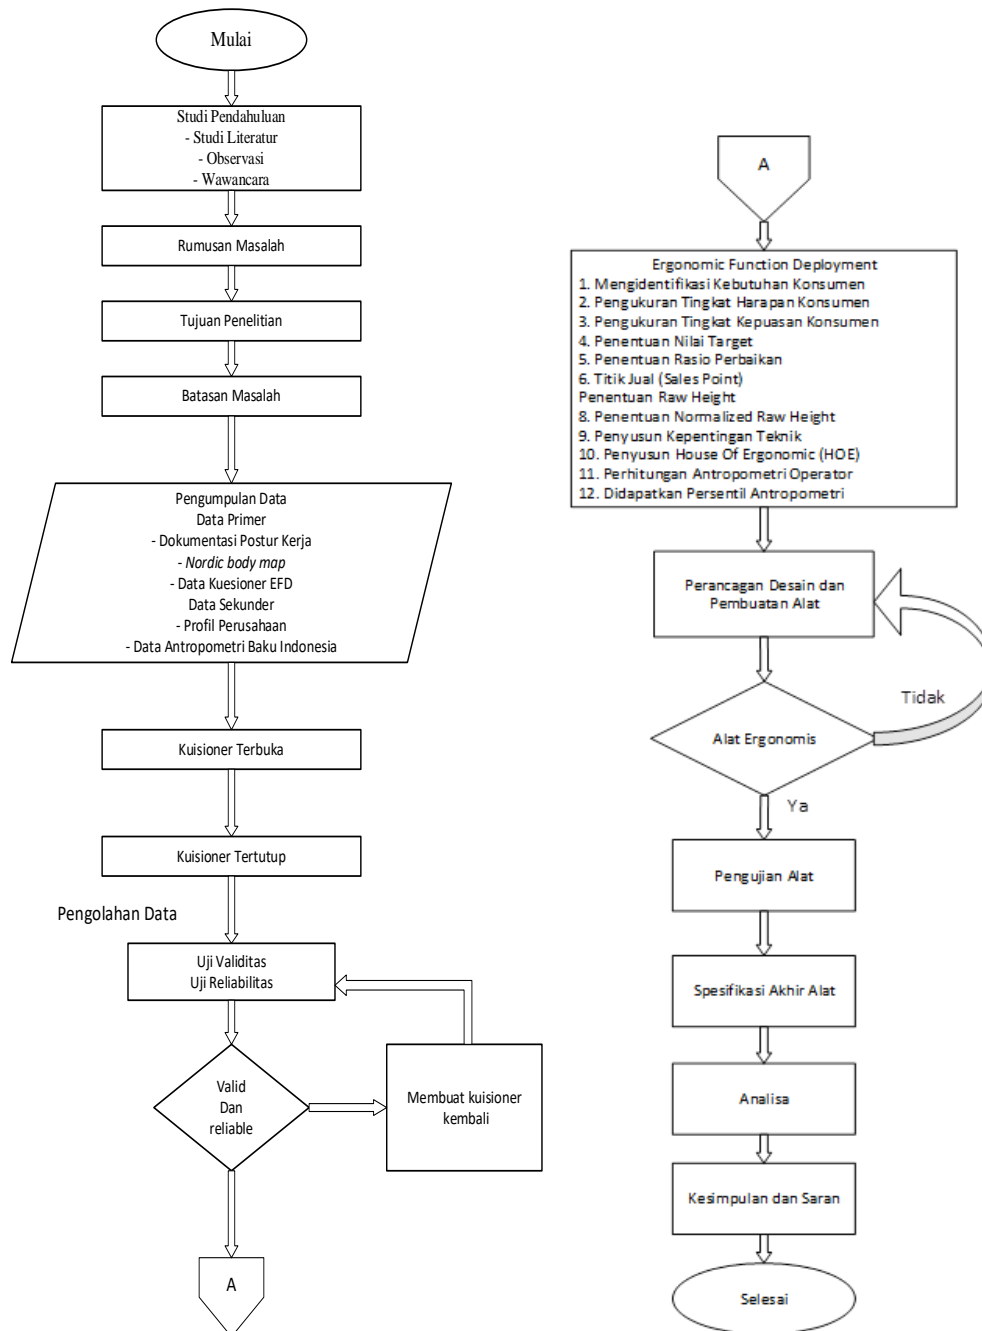 Mulai
Studi Pendahuluan
- Studi Literatur
- Observasi
- Wawancara
Rumusan Masalah
Tujuan Penelitian
Batasan Masalah
Pengumpulan Data
Data Primer
- Dokumentasi Postur Kerja
- Nordic body map
- Data Kuesioner EFD
Data Sekunder
- Profil Perusahaan
- Data Antropometri Baku Indonesia
Kuisioner Terbuka
Kuisioner Tertutup
Pengolahan Data
Uji Validitas
Uji Reliabilitas
Valid
Dan
reliable
Membuat kuisioner
kembali
A
A
Ergonomic Function Deployment
1. Mengidentifikasi Kebutuhan Konsumen
2. Pengukuran Tingkat Harapan Konsumen
3. Pengukuran Tingkat Kepuasan Konsumen
4. Penentuan Nilai Target
5. Penentuan Rasio Perbaikan
6. Titik Jual (Sales Point)
Penentuan Raw Height
8. Penentuan Normalized Raw Height
9. Penyusun Kepentingan Teknik
10. Penyusun House Of Ergonomic (HOE)
11. Perhitungan Antropometri Operator
12. Didapatkan Persentil Antropometri
Perancagan Desain dan
Pembuatan Alat
Tidak
Alat Ergonomis
Ya
Pengujian Alat
Spesifikasi Akhir Alat
Analisa
Kesimpulan dan Saran
Selesai